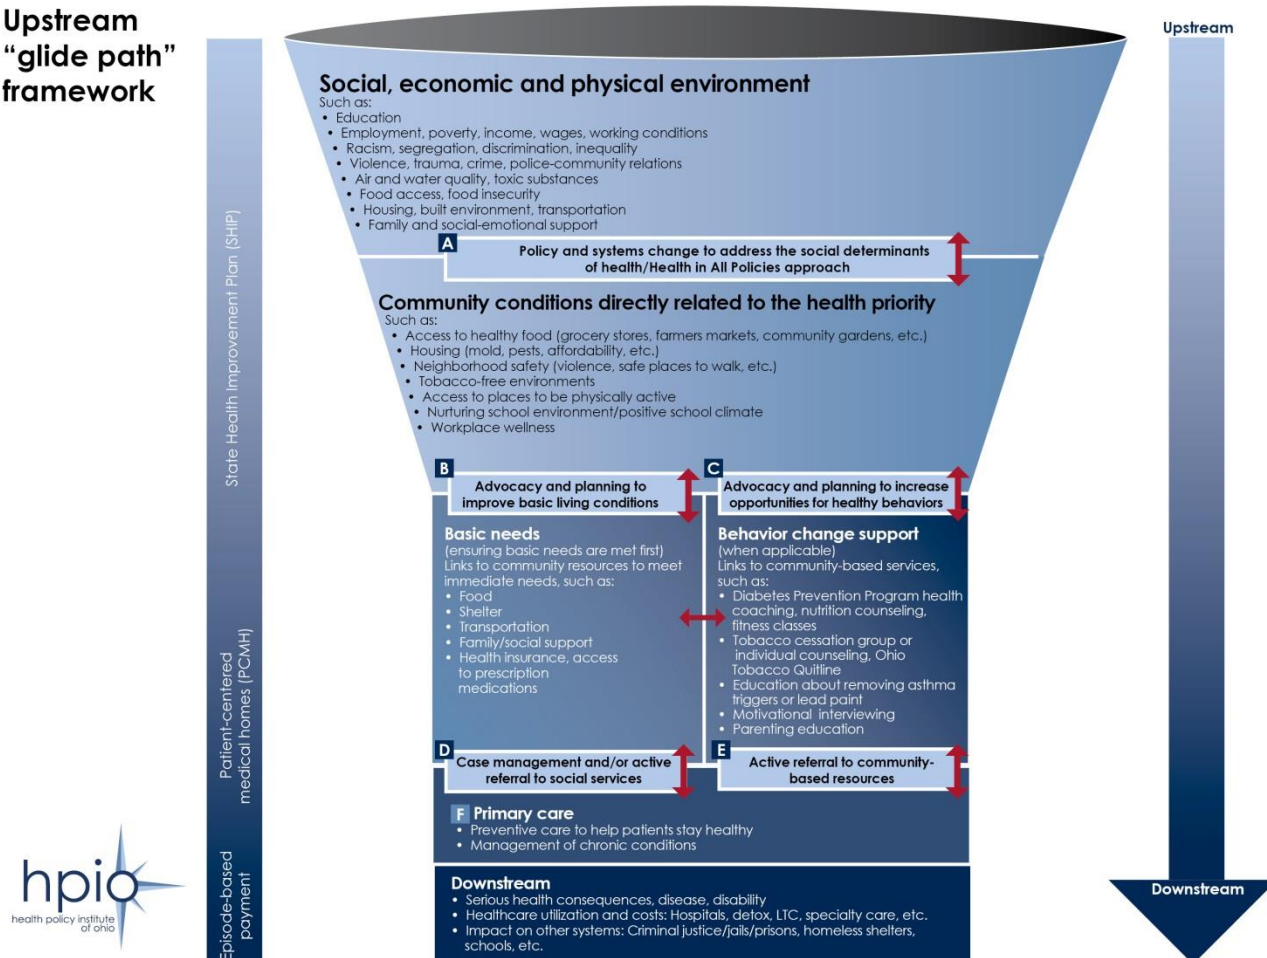 Upstream
“glide path”
framework
State Health Improvement Plan (SHIP)
Patient-centered
medical homes (PCMH)
Episode-based
payment
Social, economic and physical environment
Such as:
• Education
• Employment, poverty, income, wages, working conditions
• Racism, segregation, discrimination, inequality
• Violence, trauma, crime, police-community relations
• Air and water quality, toxic substances
• Food access, food insecurity
• Housing, built environment, transportation
• Family and social-emotional support
A
Policy and systems change to address the social determinants
of health/Health in All Policies approach
Community conditions directly related to the health priority
Such as:
• Access to healthy food (grocery stores, farmers markets, community gardens, etc.)
• Housing (mold, pests, affordability, etc.)
• Neighborhood safety (violence, safe places to walk, etc.)
• Tobacco-free environments
• Access to places to be physically active
• Nurturing school environment/positive school climate
• Workplace wellness
B
Advocacy and planning to
improve basic living conditions
C
Advocacy and planning to increase
opportunities for healthy behaviors
Basic needs
(ensuring basic needs are met first)
Links to community resources to meet
immediate needs, such as:
• Food
• Shelter
• Transportation
• Family/social support
• Health insurance, access
to prescription
medications
Behavior change support
(when applicable)
Links to community-based services,
such as:
• Diabetes Prevention Program health
coaching, nutrition counseling,
fitness classes
• Tobacco cessation group or
individual counseling, Ohio
Tobacco Quitline
• Education about removing asthma
triggers or lead paint
• Motivational interviewing
• Parenting education
D
Case management and/or active
referral to social services
E
Active referral to community-
based resources
F Primary care
• Preventive care to help patients stay healthy
• Management of chronic conditions
Downstream
• Serious health consequences, disease, disability
• Healthcare utilization and costs: Hospitals, detox, LTC, specialty care, etc.
• Impact on other systems: Criminal justice/jails/prisons, homeless shelters,
schools, etc.
Upstream
Downstream
hpio
health policy institute
of ohio